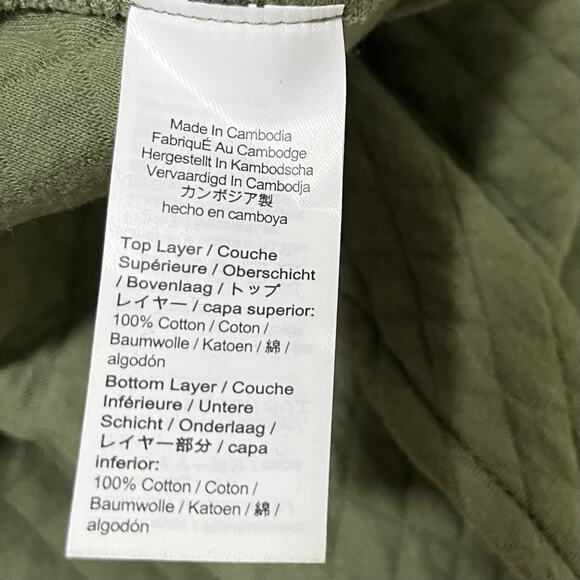 Made In Cambodia
FabriquÉ Au Cambodge
Hergestellt In Kambodscha
Vervaardigd In Cambodja
カンボジア製
hecho en camboya
Top Layer / Couche
Supérieure / Oberschicht
/ Bovenlaag / トップ
レイヤー / capa superior:
100% Cotton / Coton /
Baumwolle / Katoen / 綿 /
algodón
Bottom Layer / Couche
Inférieure / Untere
Schicht / Onderlaag /
レイヤー部分 / capa
inferior:
100% Cotton / Coton /
Baumwolle / Katoen / 綿 /
algodón